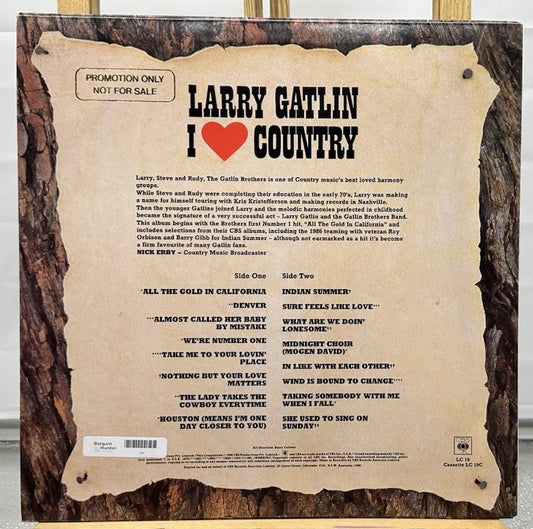 PROMOTION ONLY
NOT FOR SALE
LARRY GATLIN
I ❤ COUNTRY
Larry, Steve and Rudy, The Gatlin Brothers is one of Country music's best loved harmony
groups.
While Steve and Rudy were completing their education in the early 70's, Larry was making
a name for himself touring with Kris Kristofferson and making records in Nashville.
Then the younger Gatlins joined Larry and the melodic harmonies perfected in childhood
became the signature of a very successful act – Larry Gatlin and the Gatlin Brothers Band.
This album begins with the Brothers first Number 1 hit, "All The Gold In California" and
includes selections from their CBS albums, including the 1986 teaming with veteran Roy
Orbison and Barry Gibb for Indian Summer – although not earmarked as a hit it's become
a firm favourite of many Gatlin fans.
NICK ERBY – Country Music Broadcaster
Side One
'ALL THE GOLD IN CALIFORNIA
''DENVER
'''ALMOST CALLED HER BABY
BY MISTAKE
''WE'RE NUMBER ONE
''''TAKE ME TO YOUR LOVIN'
PLACE
'NOTHING BUT YOUR LOVE
MATTERS
''THE LADY TAKES THE
COWBOY EVERYTIME
'HOUSTON (MEANS I'M ONE
DAY CLOSER TO YOU)
Side Two
INDIAN SUMMER†
SURE FEELS LIKE LOVE'''
WHAT ARE WE DOIN'
LONESOME††
MIDNIGHT CHOIR
(MOGEN DAVID)'
IN LIKE WITH EACH OTHER††
WIND IS BOUND TO CHANGE''''
TAKING SOMEBODY WITH ME
WHEN I FALL'
SHE USED TO SING ON
SUNDAY††
Bargain
Hunter
CBS
LC 15
Cassette LC 15C